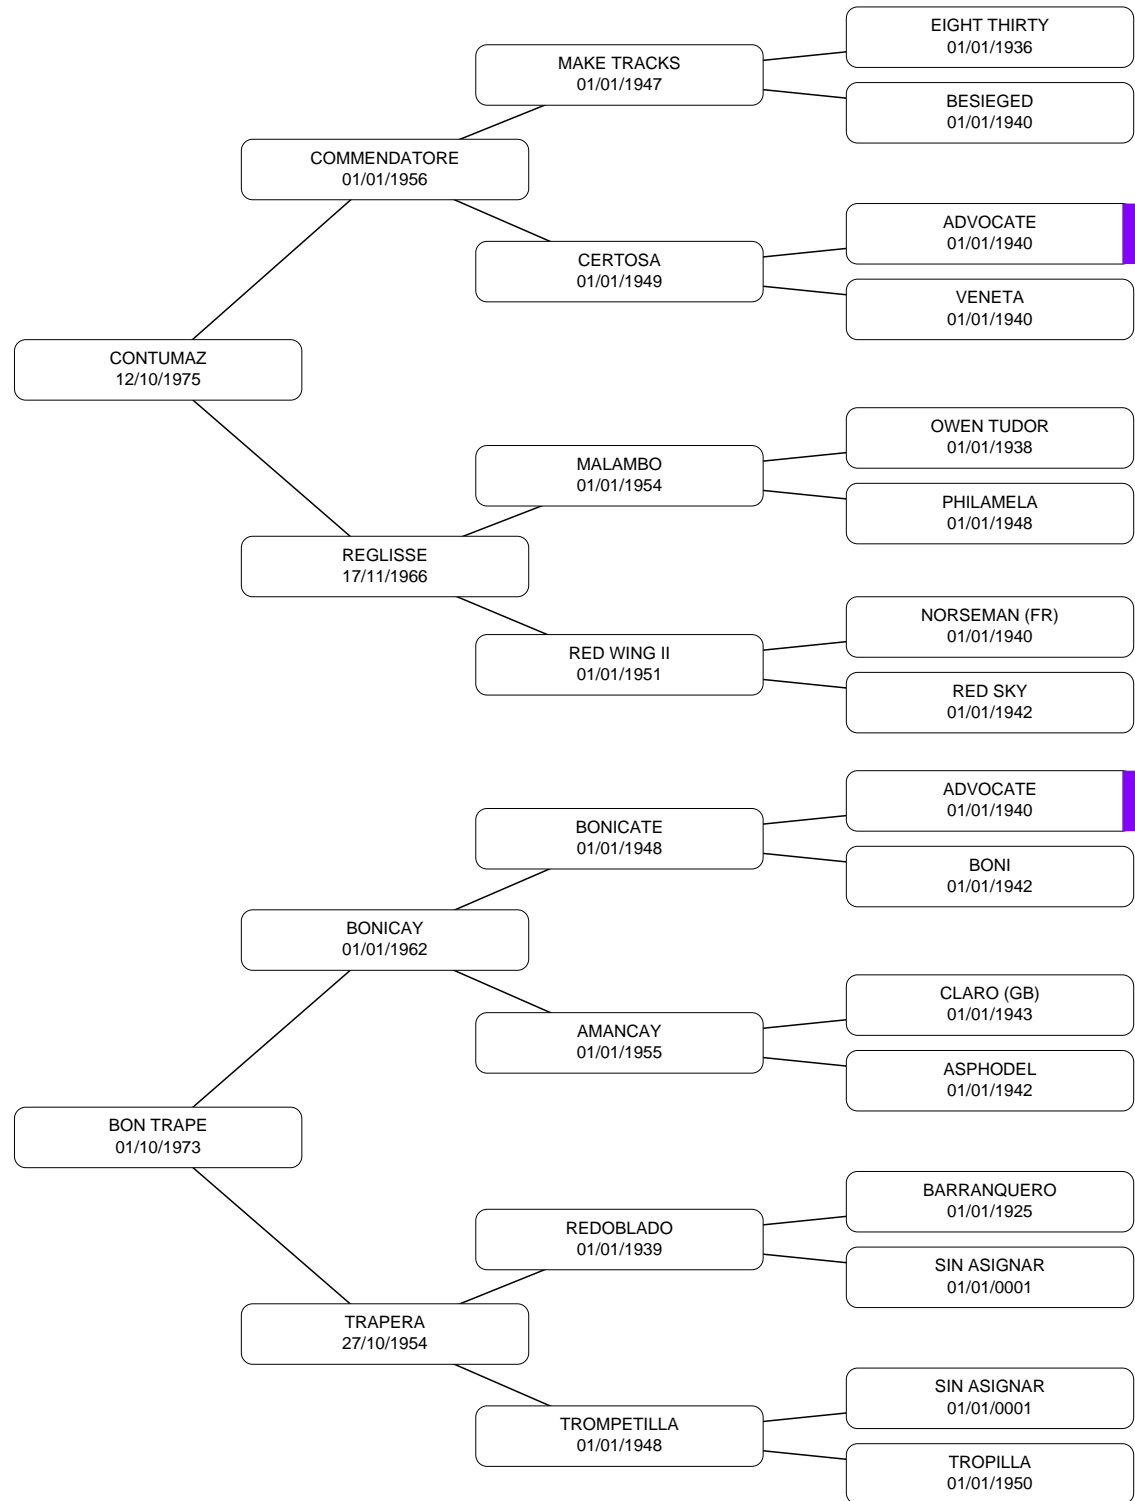 EIGHT THIRTY
01/01/1936
MAKE TRACKS
01/01/1947
BESIEGED
01/01/1940
COMMENDATORE
01/01/1956
ADVOCATE
01/01/1940
CERTOSA
01/01/1949
VENETA
01/01/1940
CONTUMAZ
12/10/1975
OWEN TUDOR
01/01/1938
MALAMBO
01/01/1954
PHILAMELA
01/01/1948
REGLISSE
17/11/1966
NORSEMAN (FR)
01/01/1940
RED WING II
01/01/1951
RED SKY
01/01/1942
ADVOCATE
01/01/1940
BONICATE
01/01/1948
BONI
01/01/1942
BONICAY
01/01/1962
CLARO (GB)
01/01/1943
AMANCAY
01/01/1955
ASPHODEL
01/01/1942
BON TRAPE
01/10/1973
BARRANQUERO
01/01/1925
REDOBLADO
01/01/1939
SIN ASIGNAR
01/01/0001
TRAPERA
27/10/1954
SIN ASIGNAR
01/01/0001
TROMPETILLA
01/01/1948
TROPILLA
01/01/1950